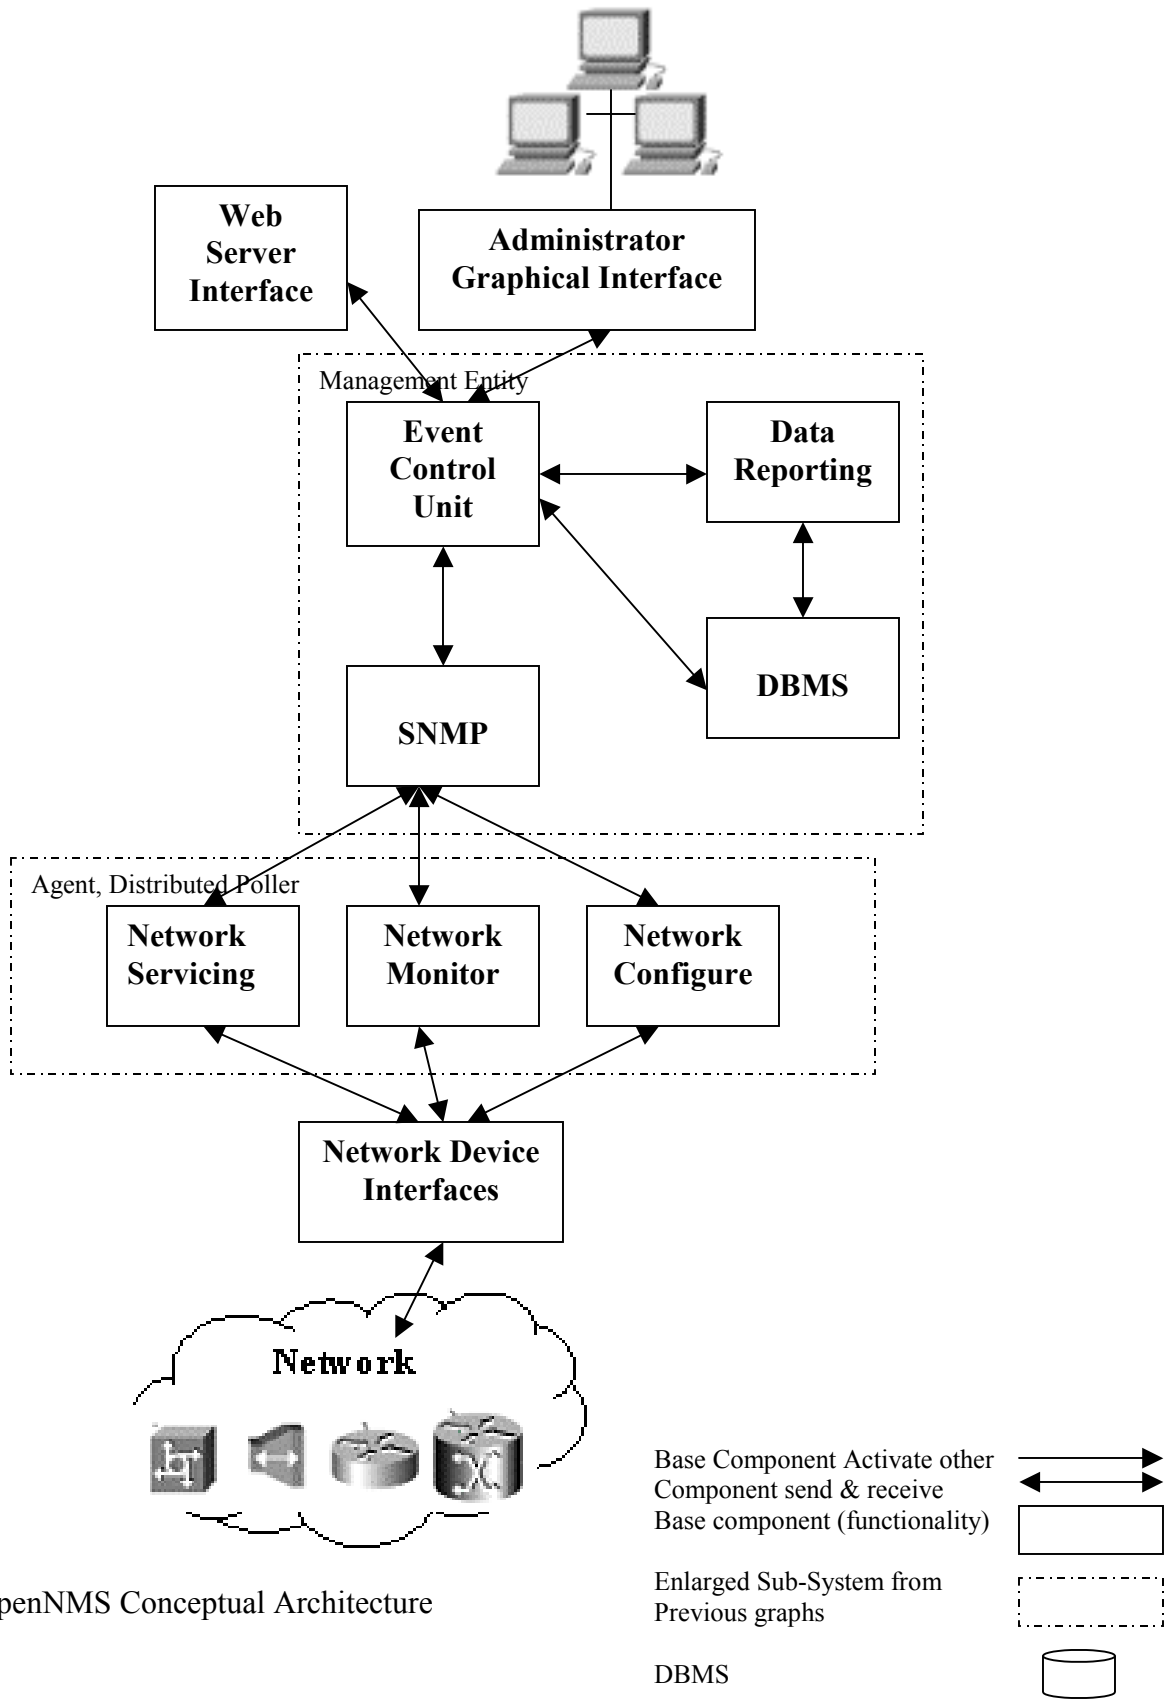 Web
Server
Interface
Administrator
Graphical Interface
Management Entity
Event
Control
Unit
Data
Reporting
SNMP
DBMS
Agent, Distributed Poller
Network
Servicing
Network
Monitor
Network
Configure
Network Device
Interfaces
Network
Base Component Activate other
Component send & receive
Base component (functionality)
Enlarged Sub-System from
Previous graphs
DBMS
penNMS Conceptual Architecture